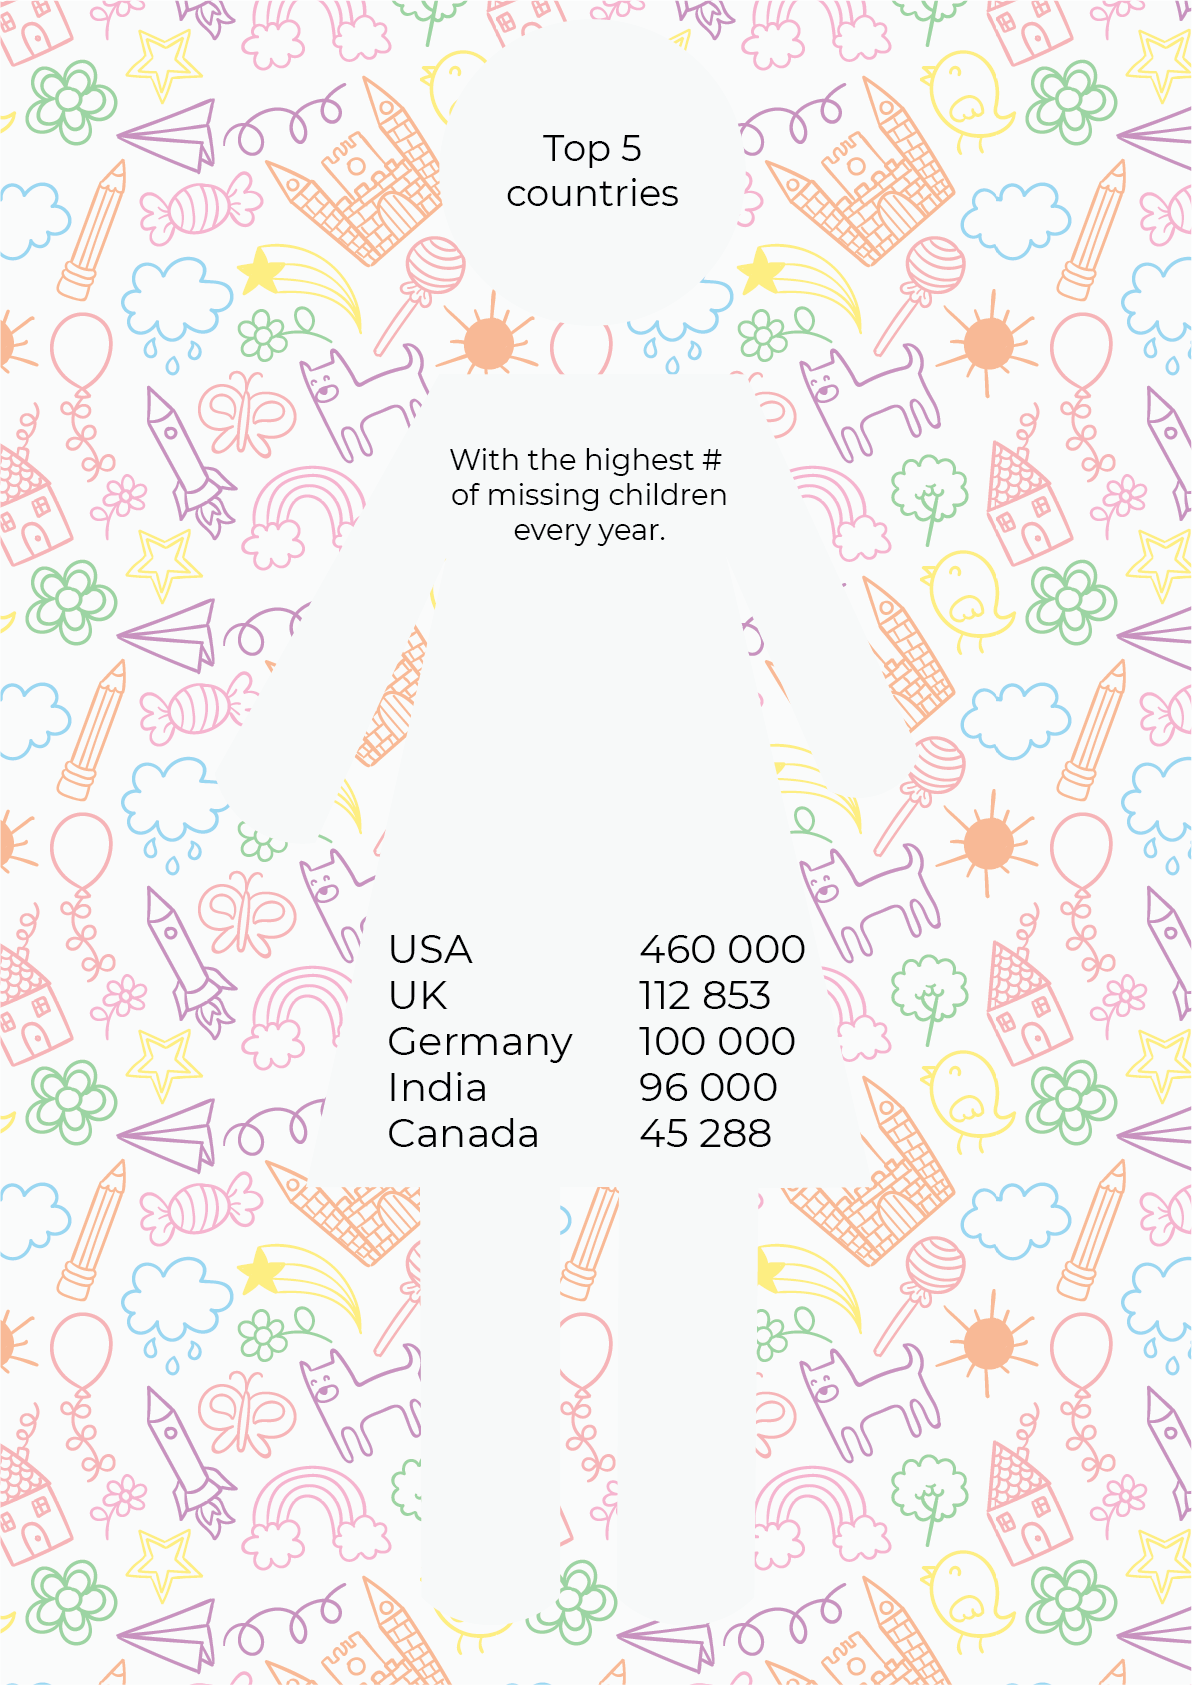 Top 5
countries
With the highest #
of missing children
every year.
USA 460 000
UK 112 853
Germany 100 000
India 96 000
Canada 45 288